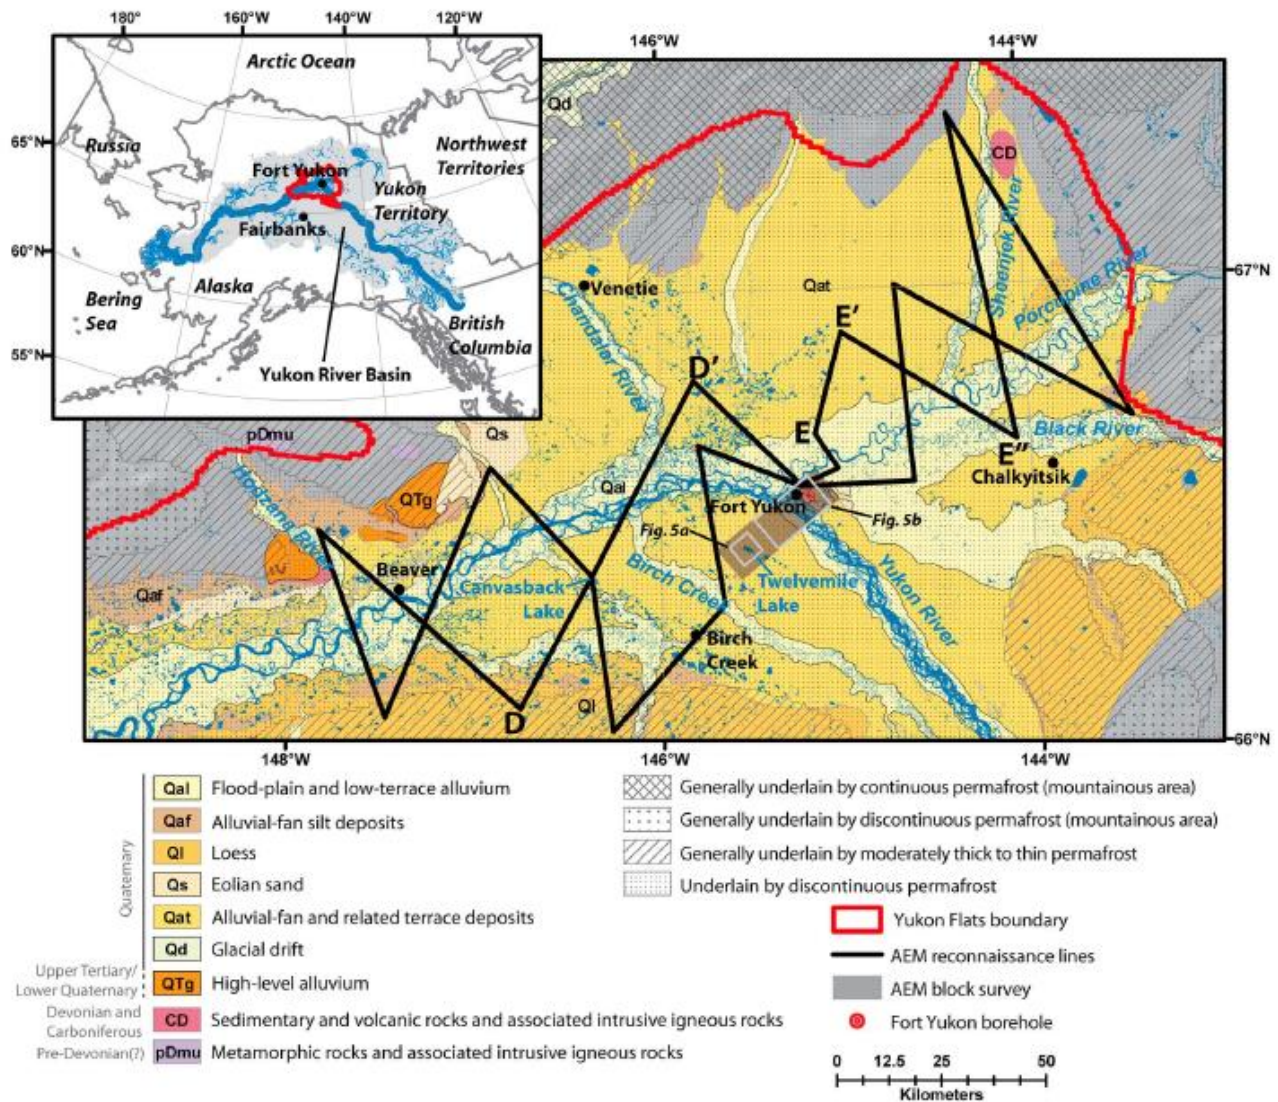 180° 160°W 140°W 120°W
146°W 144°W
Arctic Ocean
Qd
65°N
Russia
Northwest
Territories
CD
Fort Yukon
Yukon
Territory
Fairbanks
Sheenjek River
Porcupine River
60°N
67°N
Alaska
Venetie
Qat
Bering
Sea
Chandalar River
E'
British
Columbia
55°N
Yukon River Basin
D'
pDmu
Qs
E
Black River
E"
Chalkyitsik
Hodzana River
QTg
Qal
Fort Yukon
Fig. 5b
Fig. 5a
Beaver
Canvasback
Lake
Birch Creek
Twelvemile
Lake
Yukon River
Qaf
Birch
Creek
Ql
D
66°N
148°W 146°W 144°W
Quaternary
Qal Flood-plain and low-terrace alluvium
Qaf Alluvial-fan silt deposits
Ql Loess
Qs Eolian sand
Qat Alluvial-fan and related terrace deposits
Qd Glacial drift
Upper Tertiary/
Lower Quaternary
QTg High-level alluvium
Devonian and
Carboniferous
CD Sedimentary and volcanic rocks and associated intrusive igneous rocks
Pre-Devonian(?) pDmu Metamorphic rocks and associated intrusive igneous rocks
Generally underlain by continuous permafrost (mountainous area)
Generally underlain by discontinuous permafrost (mountainous area)
Generally underlain by moderately thick to thin permafrost
Underlain by discontinuous permafrost
Yukon Flats boundary
AEM reconnaissance lines
AEM block survey
Fort Yukon borehole
0 12.5 25 50
Kilometers